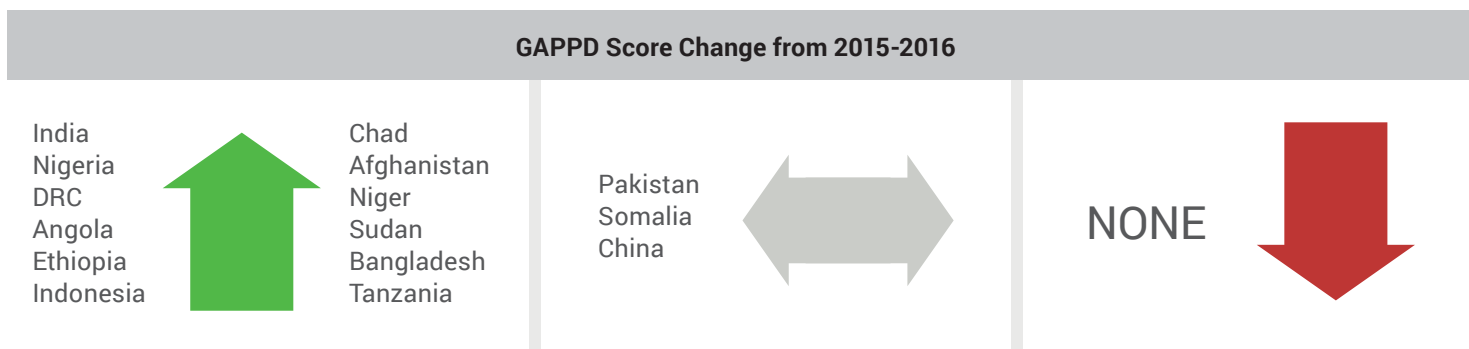 GAPPD Score Change from 2015-2016
India
Nigeria
DRC
Angola
Ethiopia
Indonesia
Chad
Afghanistan
Niger
Sudan
Bangladesh
Tanzania
Pakistan
Somalia
China
NONE